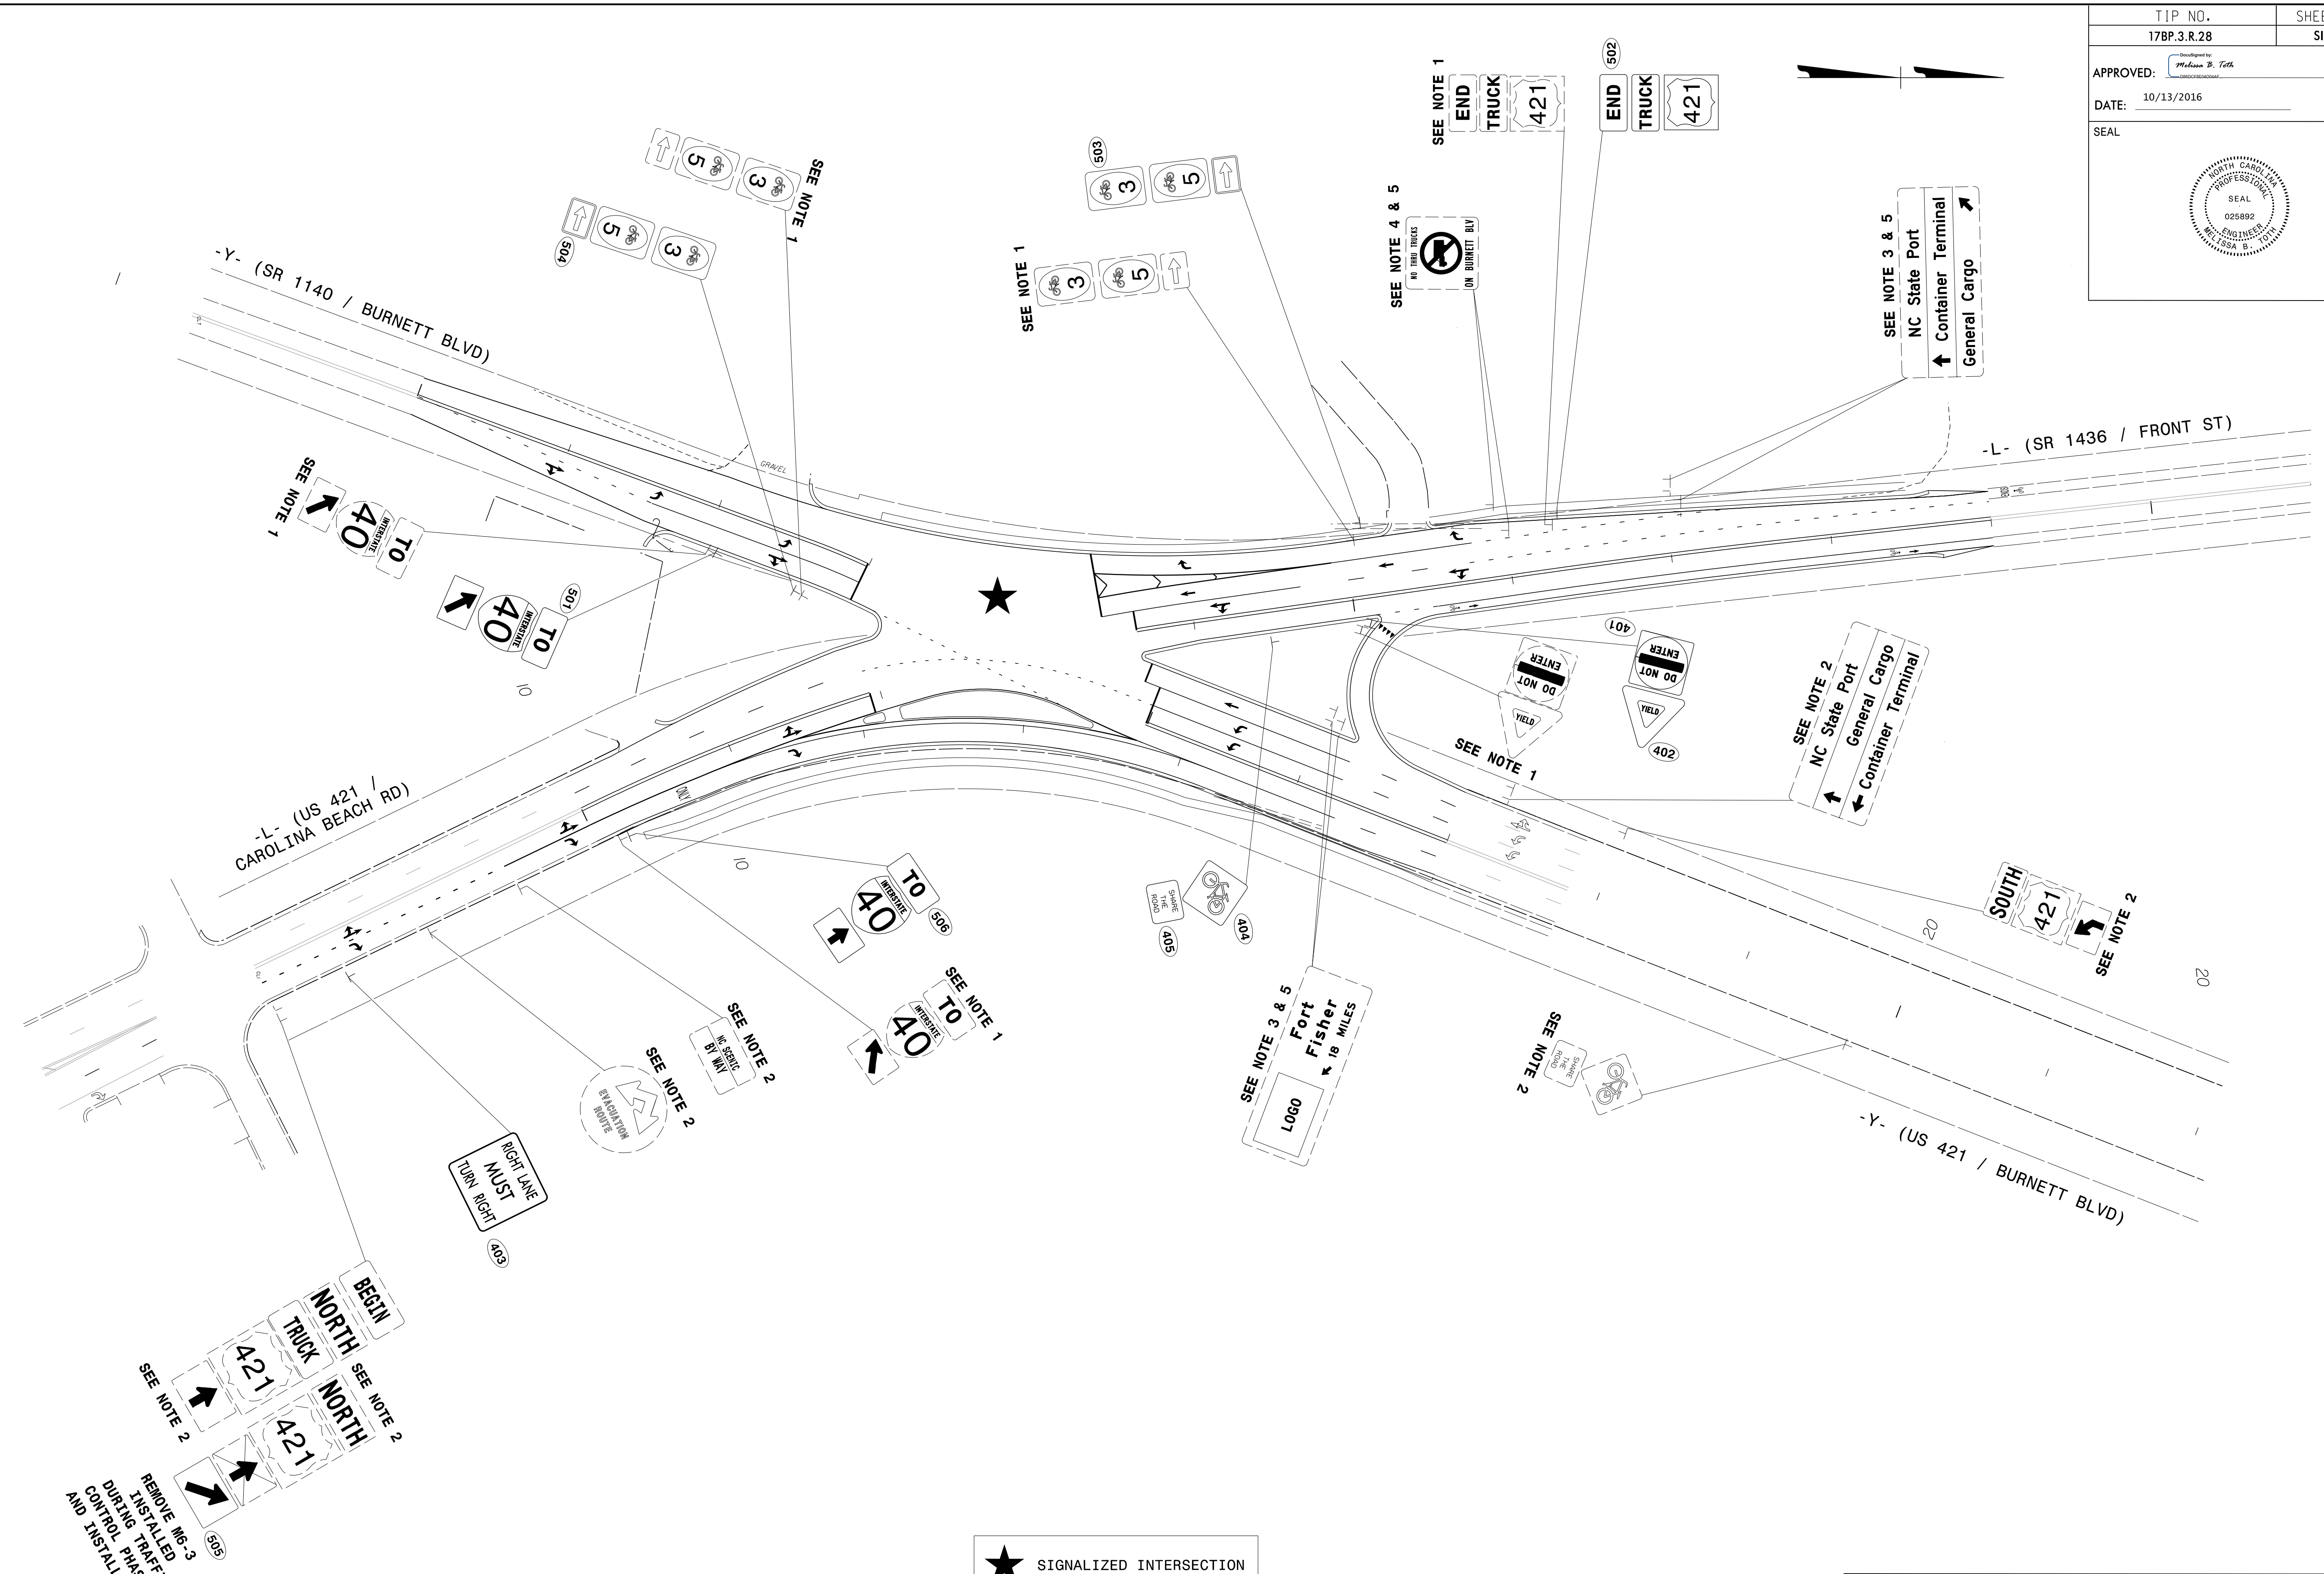 TIP NO.
17BP.3.R.28
APPROVED:
DocuSigned by:
Melissa B. Toth
DATE: 10/13/2016
SEAL
NORTH CAROLINA
PROFESSIONAL
SEAL
025892
ENGINEER
MELISSA B. TOTH
SEE NOTE 1
END
TRUCK
421
502
END
TRUCK
421
5
3
SEE NOTE 1
504
5
3
503
3
5
SEE NOTE 1
3
5
SEE NOTE 4 & 5
NO THRU TRUCKS
ON BURNETT BLV
SEE NOTE 3 & 5
NC State Port
Container Terminal
General Cargo
-Y- (SR 1140 / BURNETT BLVD)
GRAVEL
-L- (SR 1436 / FRONT ST)
SEE NOTE 1
TO
INTERSTATE
40
501
TO
INTERSTATE
40
10
401
DO NOT
ENTER
YIELD
402
DO NOT
ENTER
YIELD
SEE NOTE 1
SEE NOTE 2
NC State Port
General Cargo
Container Terminal
-L- (US 421 /
CAROLINA BEACH RD)
ONLY
10
TO
INTERSTATE
40
506
SEE NOTE 1
TO
INTERSTATE
40
404
SHARE
THE
ROAD
405
SOUTH
421
SEE NOTE 2
20
20
SEE NOTE 3 & 5
Fort
Fisher
18 MILES
LOGO
SEE NOTE 2
SHARE
THE
ROAD
-Y- (US 421 / BURNETT BLVD)
SEE NOTE 2
NC SCENIC
BY WAY
SEE NOTE 2
EVACUATION
ROUTE
RIGHT LANE
MUST
TURN RIGHT
403
BEGIN
NORTH
TRUCK
421
SEE NOTE 2
SEE NOTE 2
NORTH
421
505
REMOVE M6-3
INSTALLED
DURING
CONTROL
AND
SIGNALIZED INTERSECTION